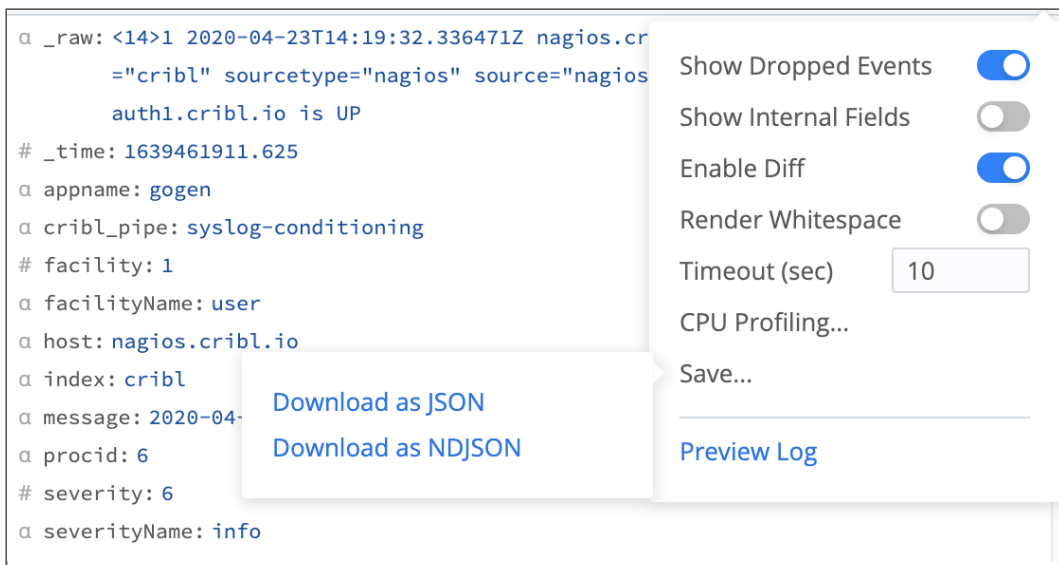 α _raw: <14>1 2020-04-23T14:19:32.336471Z nagios.cr
="cribl" sourcetype="nagios" source="nagios
auth1.cribl.io is UP
# _time: 1639461911.625
α appname: gogen
α cribl_pipe: syslog-conditioning
# facility: 1
α facilityName: user
α host: nagios.cribl.io
α index: cribl
α message: 2020-04-
α procid: 6
# severity: 6
α severityName: info
Show Dropped Events
Show Internal Fields
Enable Diff
Render Whitespace
Timeout (sec) 10
CPU Profiling...
Save...
Download as JSON
Download as NDJSON
Preview Log